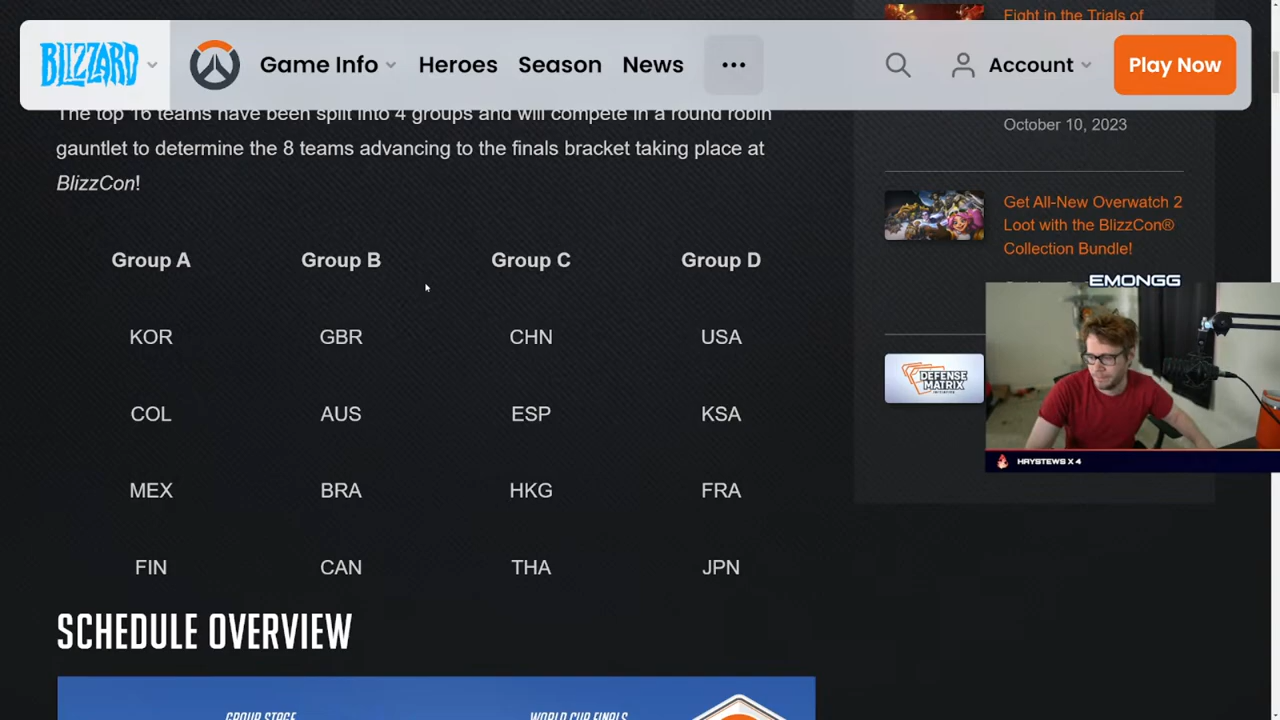 Fight in the Trials of
BLIZZARD
Game Info
Heroes
Season
News
Account
Play Now
The top 16 teams have been split into 4 groups and will compete in a round robin
gauntlet to determine the 8 teams advancing to the finals bracket taking place at
BlizzCon!
October 10, 2023
Get All-New Overwatch 2
Loot with the BlizzCon®
Collection Bundle!
Group A Group B Group C Group D
KOR GBR CHN USA
COL AUS ESP KSA
MEX BRA HKG FRA
FIN CAN THA JPN
DEFENSE
MATRIX
EMONGG
HAYSTEWS X 4
SCHEDULE OVERVIEW
GROUP STAGE
WORLD CUP FINALS